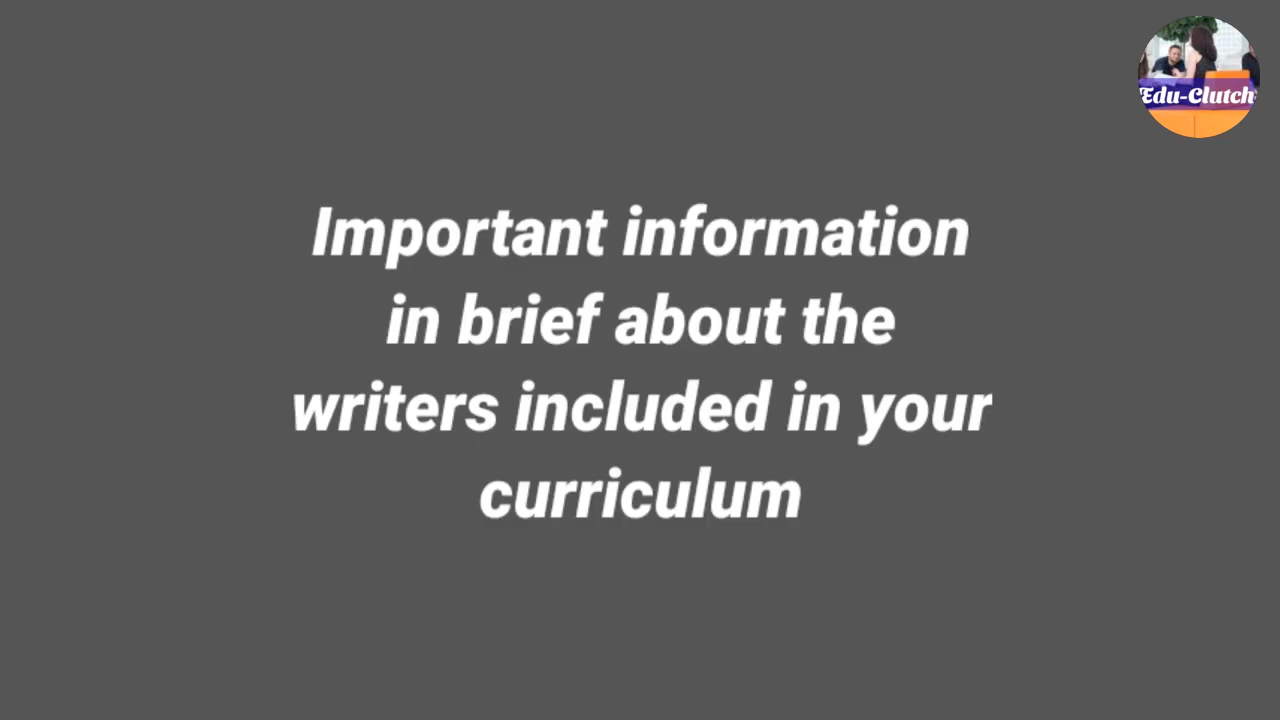 Edu-Clutch
Important information
in brief about the
writers included in your
curriculum